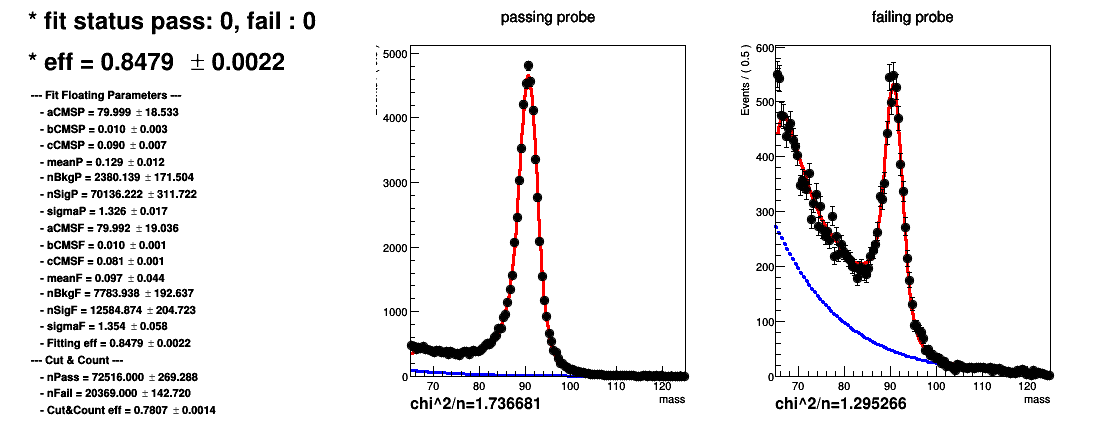 * fit status pass: 0, fail : 0
* eff = 0.8479 ± 0.0022
--- Fit Floating Parameters ---
- aCMSP = 79.999 ± 18.533
- bCMSP = 0.010 ± 0.003
- cCMSP = 0.090 ± 0.007
- meanP = 0.129 ± 0.012
- nBkgP = 2380.139 ± 171.504
- nSigP = 70136.222 ± 311.722
- sigmaP = 1.326 ± 0.017
- aCMSF = 79.992 ± 19.036
- bCMSF = 0.010 ± 0.001
- cCMSF = 0.081 ± 0.001
- meanF = 0.097 ± 0.044
- nBkgF = 7783.938 ± 192.637
- nSigF = 12584.874 ± 204.723
- sigmaF = 1.354 ± 0.058
- Fitting eff = 0.8479 ± 0.0022
--- Cut & Count ---
- nPass = 72516.000 ± 269.288
- nFail = 20369.000 ± 142.720
- Cut&Count eff = 0.7807 ± 0.0014
passing probe
5000
4000
3000
2000
1000
0
70 80 90 100 110 120
mass
chi^2/n=1.736681
failing probe
Events / ( 0.5 )
600
500
400
300
200
100
0
70 80 90 100 110 120
mass
chi^2/n=1.295266